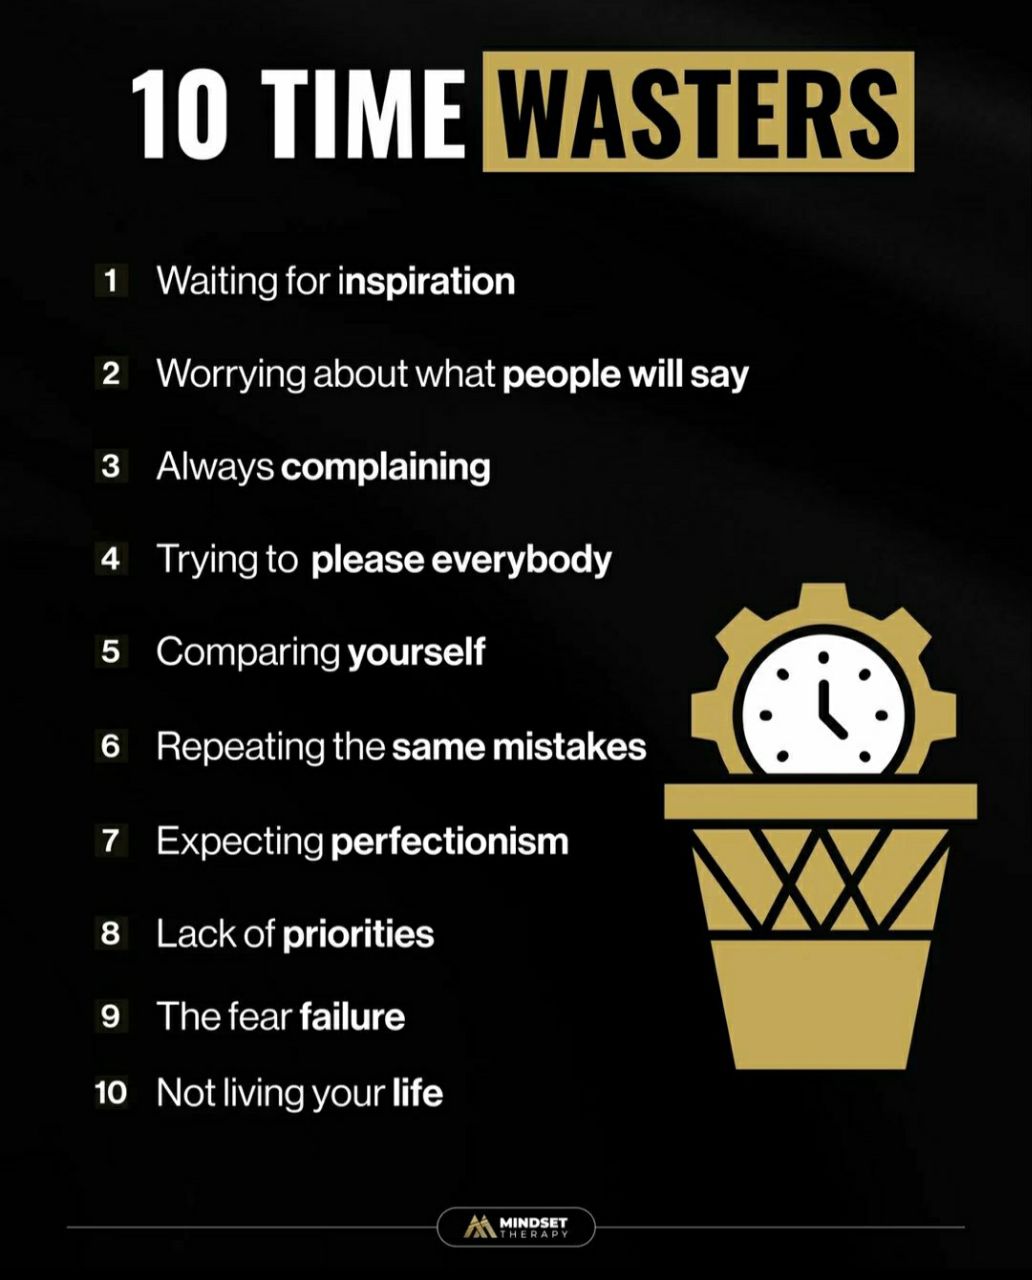 10 TIME WASTERS
1 Waiting for inspiration
2 Worrying about what people will say
3 Always complaining
4 Trying to please everybody
5 Comparing yourself
6 Repeating the same mistakes
7 Expecting perfectionism
8 Lack of priorities
9 The fear failure
10 Not living your life
MINDSET
THERAPY